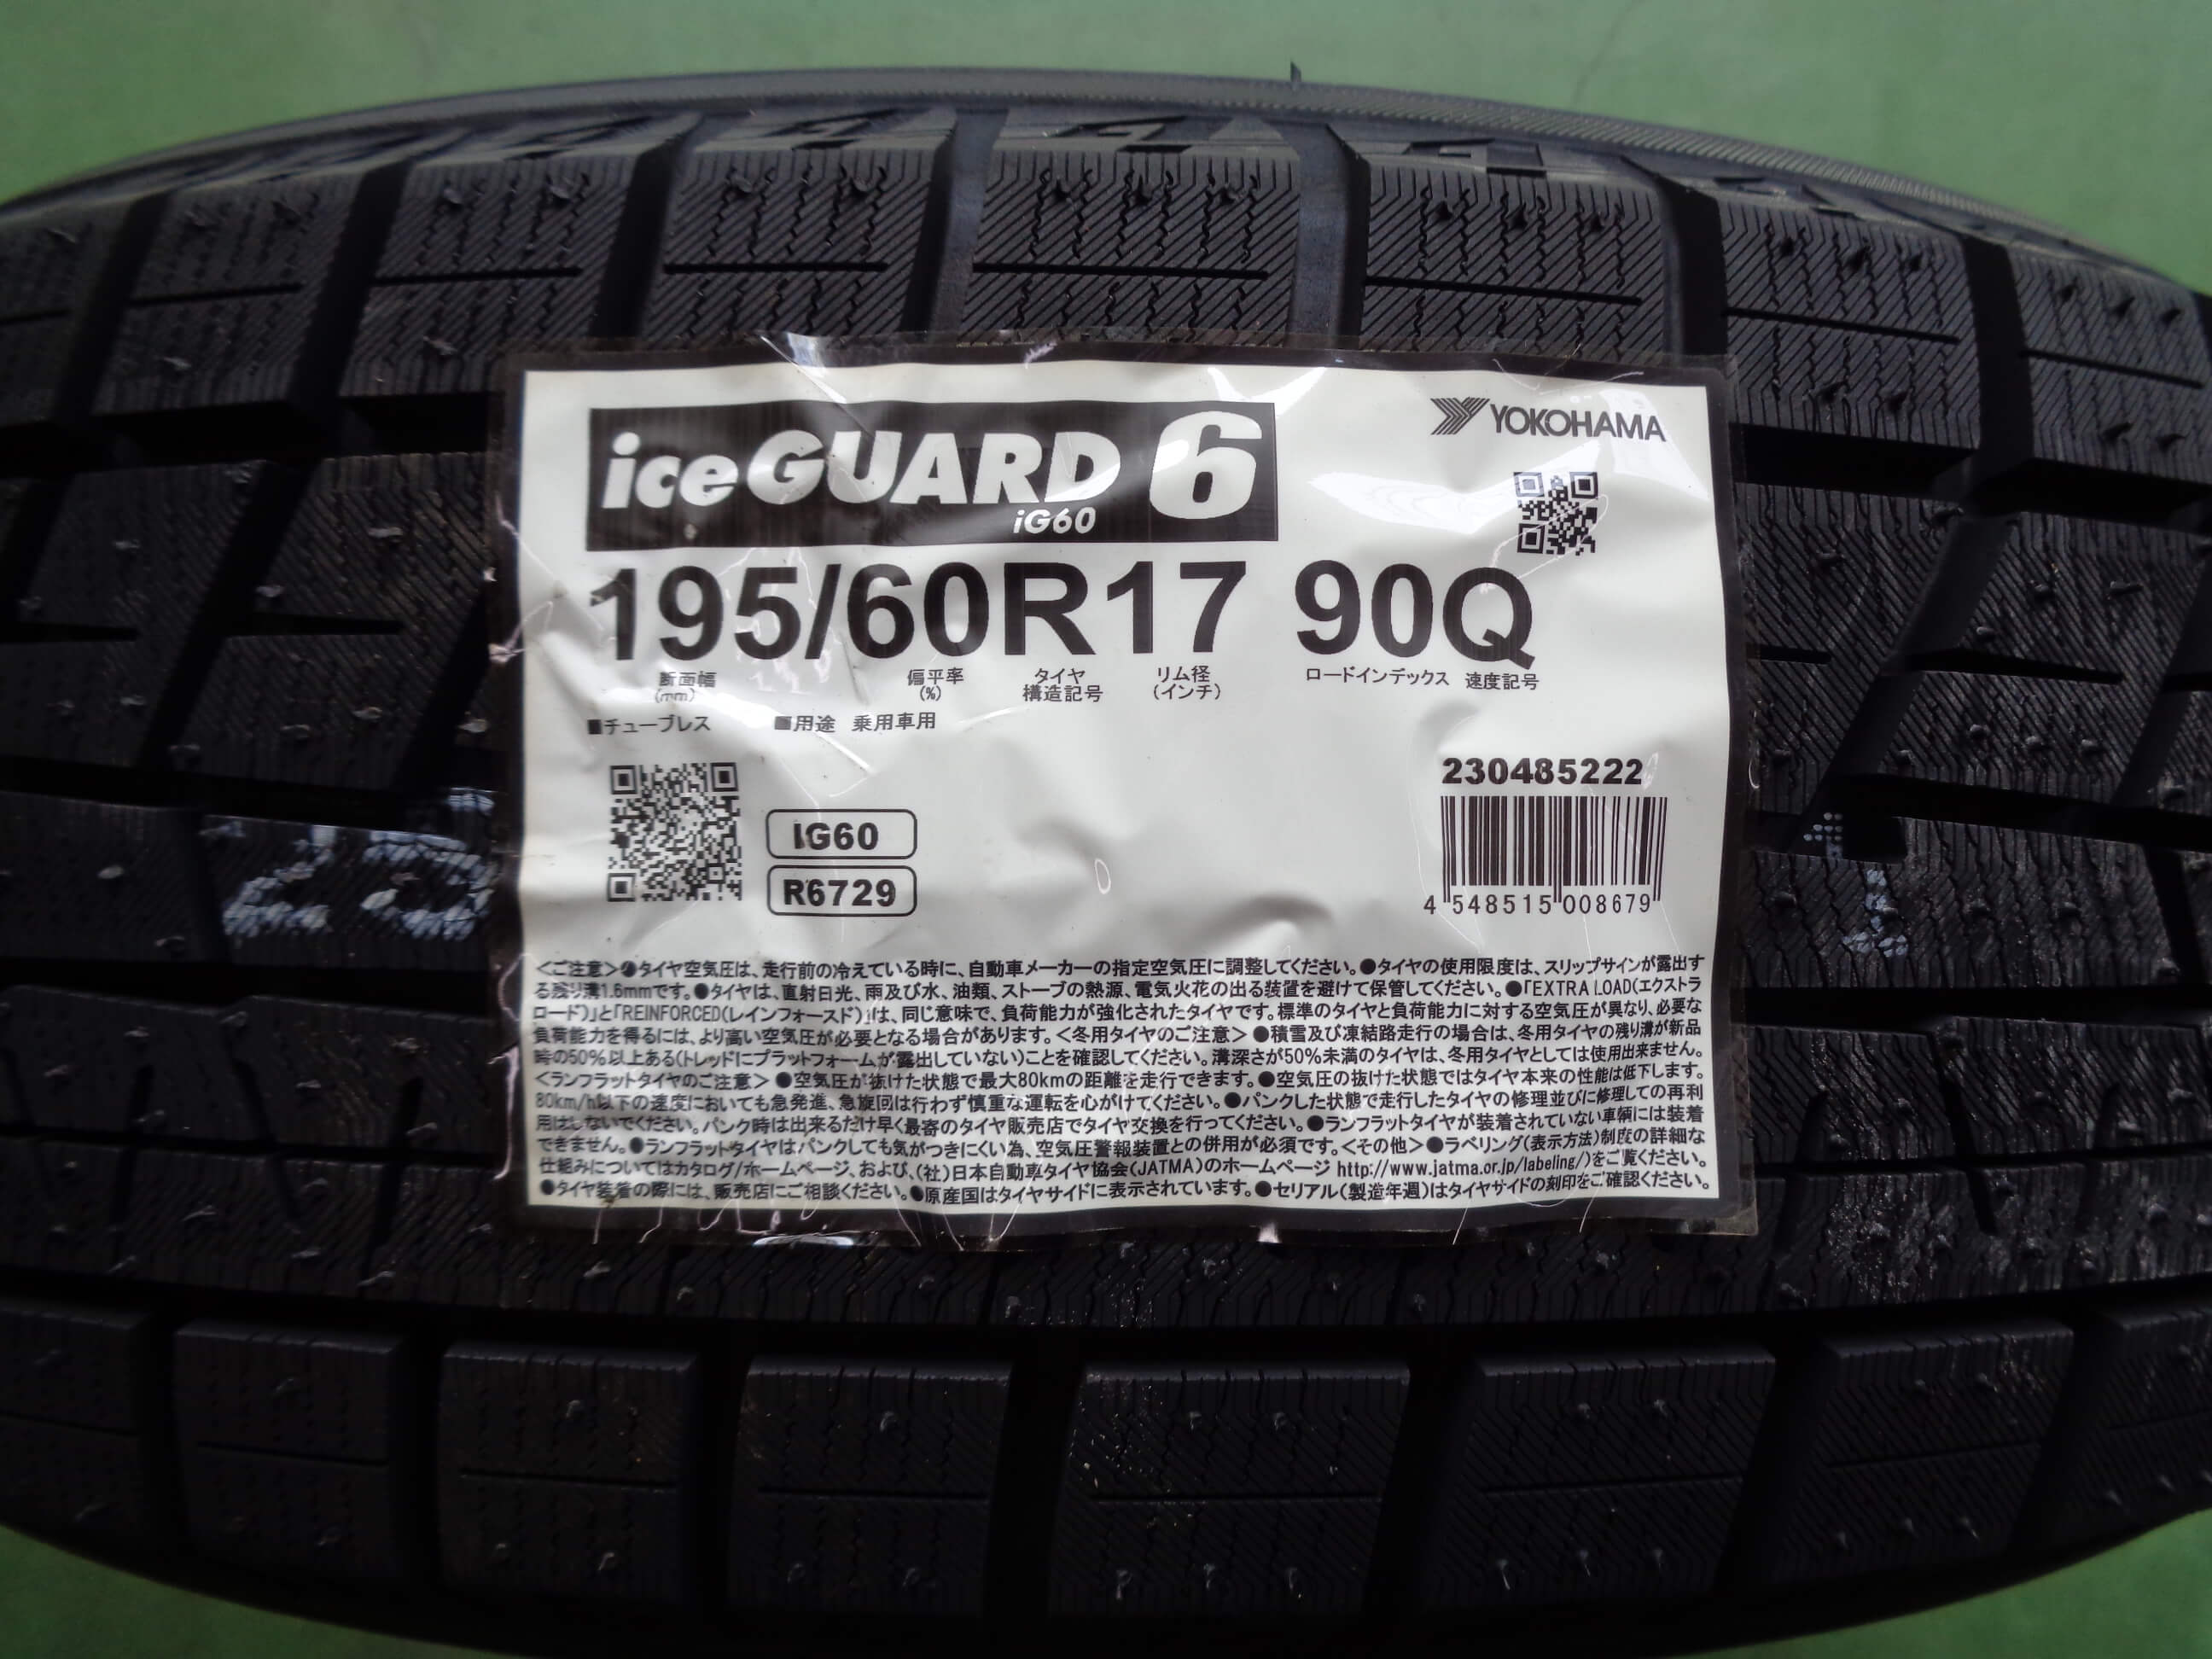 iceGUARD 6
iG60
YOKOHAMA
195/60R17 90Q
断面幅 (mm)
偏平率 (%)
タイヤ 構造記号
リム径 (インチ)
ロードインデックス
速度記号
■チューブレス ■用途 乗用車用
230485222
IG60
R6729
4 548515 008679
<ご注意>●タイヤ空気圧は、走行前の冷えている時に、自動車メーカーの指定空気圧に調整してください。●タイヤの使用限度は、スリップサインが露出す
る残り溝1.6mmです。●タイヤは、直射日光、雨及び水、油類、ストーブの熱源、電気火花の出る装置を避けて保管してください。●「EXTRA LOAD(エクストラ
ロード)」と「REINFORCED(レインフォースド)」は、同じ意味で、負荷能力が強化されたタイヤです。標準のタイヤと負荷能力に対する空気圧が異なり、必要な
負荷能力を得るには、より高い空気圧が必要となる場合があります。<冬用タイヤのご注意>●積雪及び凍結路走行の場合は、冬用タイヤの残り溝が新品
時の50%以上ある(トレッドにプラットフォームが露出していない)ことを確認してください。溝深さが50%未満のタイヤは、冬用タイヤとしては使用出来ません。
<ランフラットタイヤのご注意>●空気圧が抜けた状態で最大80kmの距離を走行できます。●空気圧の抜けた状態ではタイヤ本来の性能は低下します。
80km/h以下の速度においても急発進、急旋回は行わず慎重な運転を心がけてください。●パンクした状態で走行したタイヤの修理並びに修理しての再利
用はしないでください。パンク時は出来るだけ早く最寄のタイヤ販売店でタイヤ交換を行ってください。●ランフラットタイヤが装着されていない車輌には装着
できません。●ランフラットタイヤはパンクしても気がつきにくい為、空気圧警報装置との併用が必須です。<その他>●ラベリング(表示方法)制度の詳細な
仕組みについてはカタログ/ホームページ、および、(社)日本自動車タイヤ協会(JATMA)のホームページ http://www.jatma.or.jp/labeling/)をご覧ください。
●タイヤ装着の際には、販売店にご相談ください。●原産国はタイヤサイドに表示されています。●セリアル(製造年週)はタイヤサイドの刻印をご確認ください。